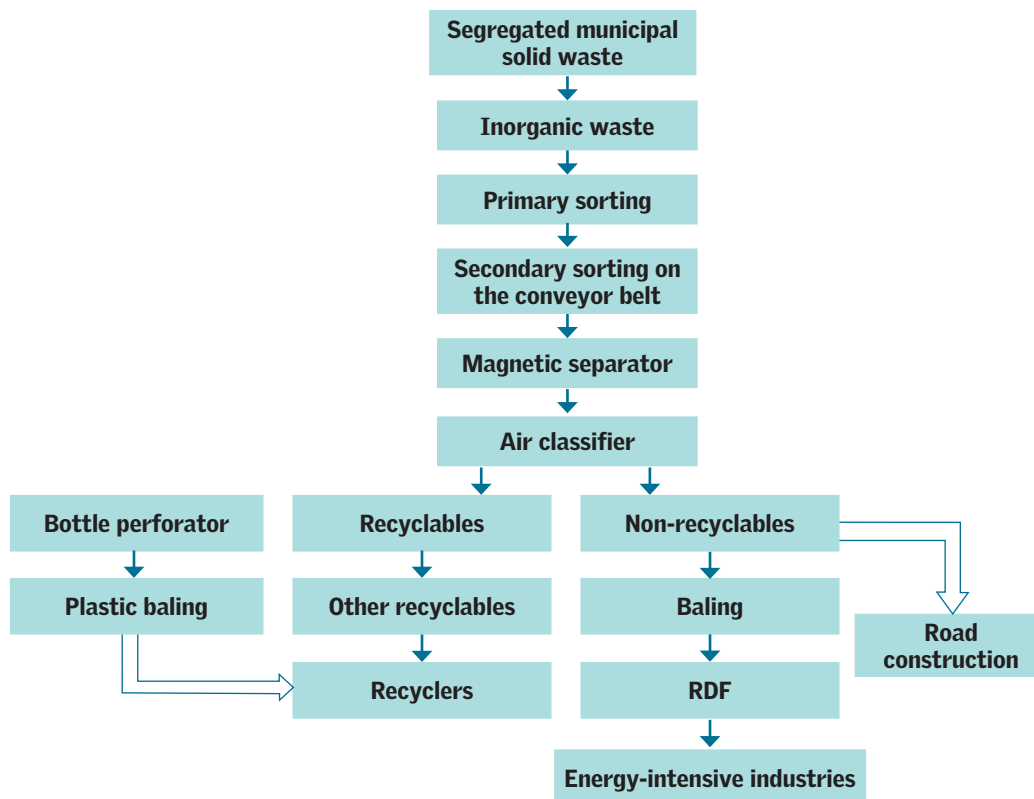 Segregated municipal
solid waste
Inorganic waste
Primary sorting
Secondary sorting on
the conveyor belt
Magnetic separator
Air classifier
Bottle perforator
Recyclables
Non-recyclables
Plastic baling
Other recyclables
Baling
Road
construction
Recyclers
RDF
Energy-intensive industries